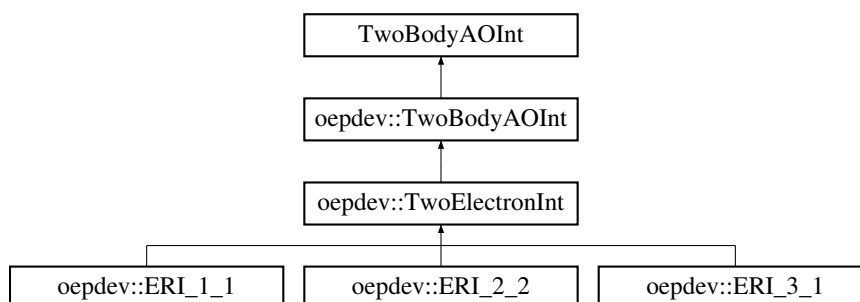 TwoBodyAOInt
oepdev::TwoBodyAOInt
oepdev::TwoElectronInt
oepdev::ERI_1_1 oepdev::ERI_2_2 oepdev::ERI_3_1